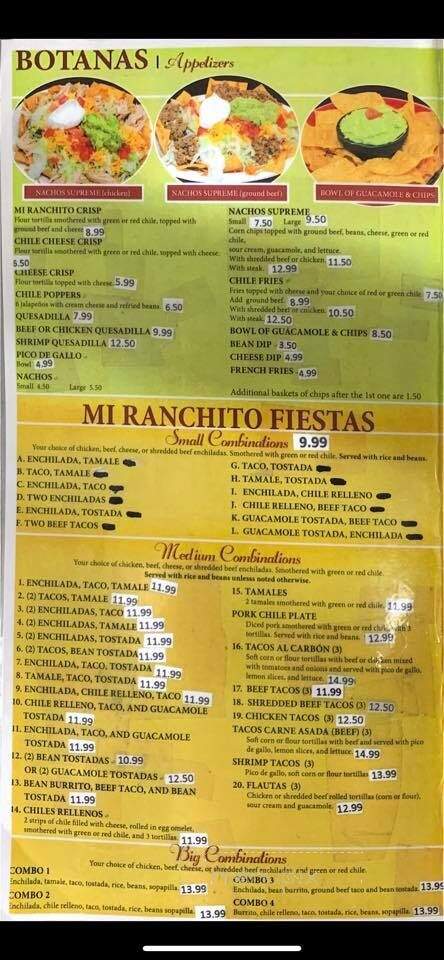 BOTANAS | Appetizers
NACHOS SUPREME (chicken)
NACHOS SUPREME (ground beef)
BOWL OF GUACAMOLE & CHIPS
MI RANCHITO CRISP
Flour tortilla smothered with green or red chile, topped with
ground beef and cheese 8.99
CHILE CHEESE CRISP
Flour tortilla smothered with green or red chile, topped with cheese.
6.50
CHEESE CRISP
Flour tortilla topped with cheese. 5.99
CHILE POPPERS
6 jalapeños with cream cheese and refried beans. 6.50
QUESADILLA 7.99
BEEF OR CHICKEN QUESADILLA 9.99
SHRIMP QUESADILLA 12.50
PICO DE GALLO
Bowl 4.99
NACHOS
Small 4.50 Large 5.50
NACHOS SUPREME
Small 7.50 Large 9.50
Corn chips topped with ground beef, beans, cheese, green or red
chile,
sour cream, guacamole, and lettuce.
With shredded beef or chicken. 11.50
With steak. 12.99
CHILE FRIES
Fries topped with cheese and your choice of red or green chile 7.50
Add ground beef. 8.99
With shredded beef or chicken. 10.50
With steak. 12.50
BOWL OF GUACAMOLE & CHIPS 8.50
BEAN DIP 3.50
CHEESE DIP 4.99
FRENCH FRIES 4.99
Additional baskets of chips after the 1st one are 1.50
MI RANCHITO FIESTAS
Small Combinations 9.99
Your choice of chicken, beef, cheese, or shredded beef enchiladas. Smothered with green or red chile. Served with rice and beans.
A. ENCHILADA, TAMALE
B. TACO, TAMALE
C. ENCHILADA, TACO
D. TWO ENCHILADAS
E. ENCHILADA, TOSTADA
F. TWO BEEF TACOS
G. TACO, TOSTADA
H. TAMALE, TOSTADA
I. ENCHILADA, CHILE RELLENO
J. CHILE RELLENO, BEEF TACO
K. GUACAMOLE TOSTADA, BEEF TACO
L. GUACAMOLE TOSTADA, ENCHILADA
Medium Combinations
Your choice of chicken, beef, cheese, or shredded beef enchiladas. Smothered with green or red chile.
Served with rice and beans unless noted otherwise.
1. ENCHILADA, TACO, TAMALE 11.99
2. (2) TACOS, TAMALE 11.99
3. (2) ENCHILADAS, TACO 11.99
4. (2) ENCHILADAS, TAMALE 11.99
5. (2) ENCHILADAS, TOSTADA 11.99
6. (2) TACOS, BEAN TOSTADA 11.99
7. ENCHILADA, TACO, TOSTADA 11.99
8. TAMALE, TACO, TOSTADA 11.99
9. ENCHILADA, CHILE RELLENO, TACO 11.99
10. CHILE RELLENO, TACO, AND GUACAMOLE
TOSTADA 11.99
11. ENCHILADA, TACO, AND GUACAMOLE
TOSTADA 11.99
12. (2) BEAN TOSTADAS 10.99
OR (2) GUACAMOLE TOSTADAS 12.50
13. BEAN BURRITO, BEEF TACO, AND BEAN
TOSTADA 11.99
14. CHILES RELLENOS
2 strips of chile filled with cheese, rolled in egg omelet,
smothered with green or red chile, and 3 tortillas. 11.99
15. TAMALES
2 tamales smothered with green or red chile. 11.99
PORK CHILE PLATE
Diced pork smothered with green or red chile with 3
tortillas. Served with rice and beans. 12.99
16. TACOS AL CARBÓN (3)
Soft corn or flour tortillas with beef or chicken mixed
with tomatoes and onions and served with pico de gallo,
lemon slices, and lettuce. 14.99
17. BEEF TACOS (3) 11.99
18. SHREDDED BEEF TACOS (3) 12.50
19. CHICKEN TACOS (3) 12.50
TACOS CARNE ASADA (BEEF) (3)
Soft corn or flour tortillas with beef and served with pico
de gallo, lemon slices, and lettuce. 14.99
SHRIMP TACOS (3)
Pico de gallo, soft corn or flour tortillas 13.99
20. FLAUTAS (3)
Chicken or shredded beef rolled tortillas (corn or flour),
sour cream and guacamole. 12.99
Big Combinations
Your choice of chicken, beef, cheese, or shredded beef enchiladas and green or red chile.
COMBO 1
Enchilada, tamale, taco, tostada, rice, beans, sopapilla. 13.99
COMBO 2
Enchilada, chile relleno, taco, tostada, rice, beans sopapilla. 13.99
COMBO 3
Enchilada, bean burrito, ground beef taco and bean tostada. 13.99
COMBO 4
Burrito, chile relleno, taco, tostada, rice, beans, sopapilla. 13.99